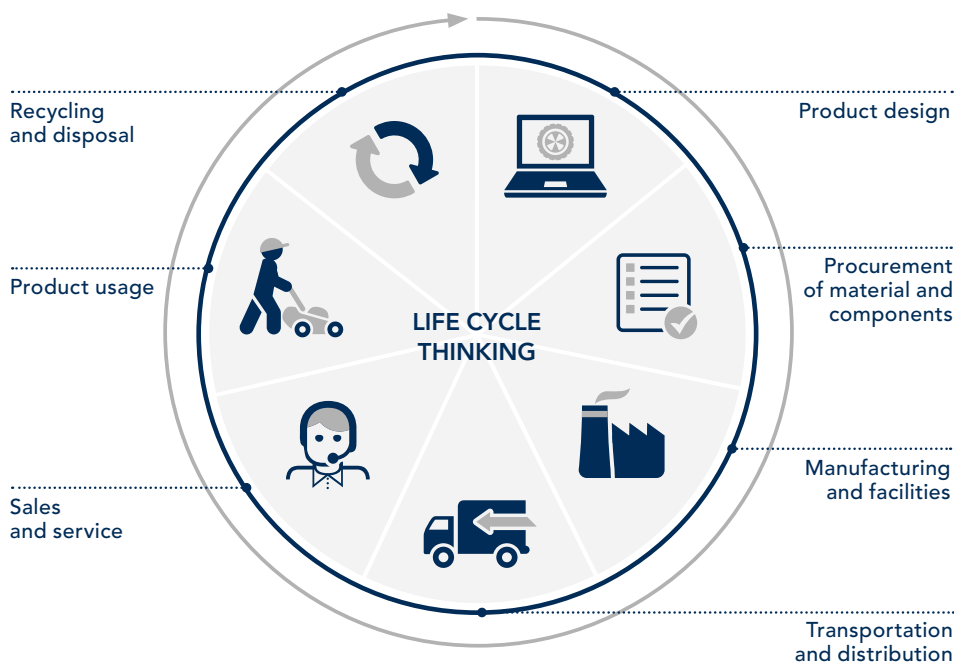 Recycling
and disposal
Product design
Product usage
Procurement
of material and
components
LIFE CYCLE
THINKING
Manufacturing
and facilities
Sales
and service
Transportation
and distribution